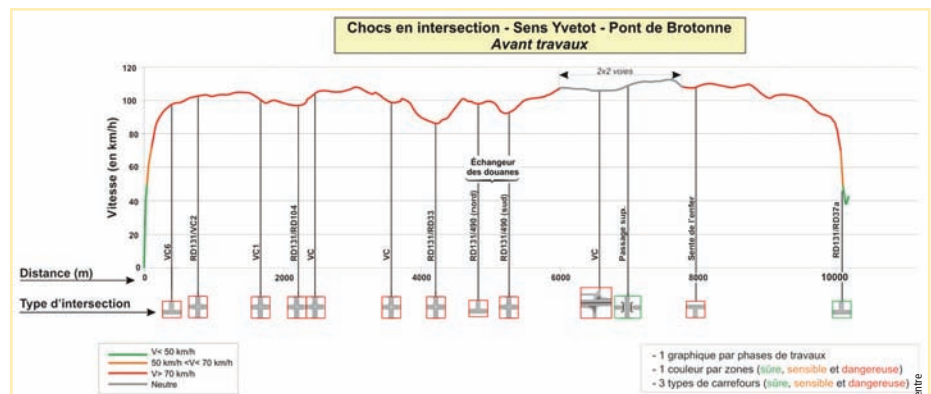 Chocs en intersection - Sens Yvetot - Pont de Brotonne
Avant travaux
Vitesse (en km/h)
120
100
80
60
40
20
0
2x2 voies
Échangeur
des douanes
VC6
RD131/VC2
VC1
RD131/RD104
VC
VC
RD131/RD33
RD131/490 (nord)
RD131/490 (sud)
VC
Passage sup.
Sente de l'enfer
RD131/RD37a
Distance (m)
0
2000
4000
6000
8000
10000
Type d'intersection
V< 50 km/h
50 km/h <V< 70 km/h
V> 70 km/h
Neutre
- 1 graphique par phases de travaux
- 1 couleur par zones (sûre, sensible et dangereuse)
- 3 types de carrefours (sûre, sensible et dangereuse)